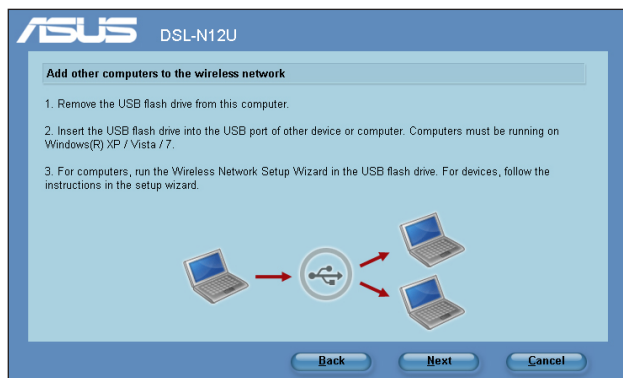 ASUS DSL-N12U
Add other computers to the wireless network
1. Remove the USB flash drive from this computer.
2. Insert the USB flash drive into the USB port of other device or computer. Computers must be running on
Windows(R) XP / Vista / 7.
3. For computers, run the Wireless Network Setup Wizard in the USB flash drive. For devices, follow the
instructions in the setup wizard.
Back Next Cancel